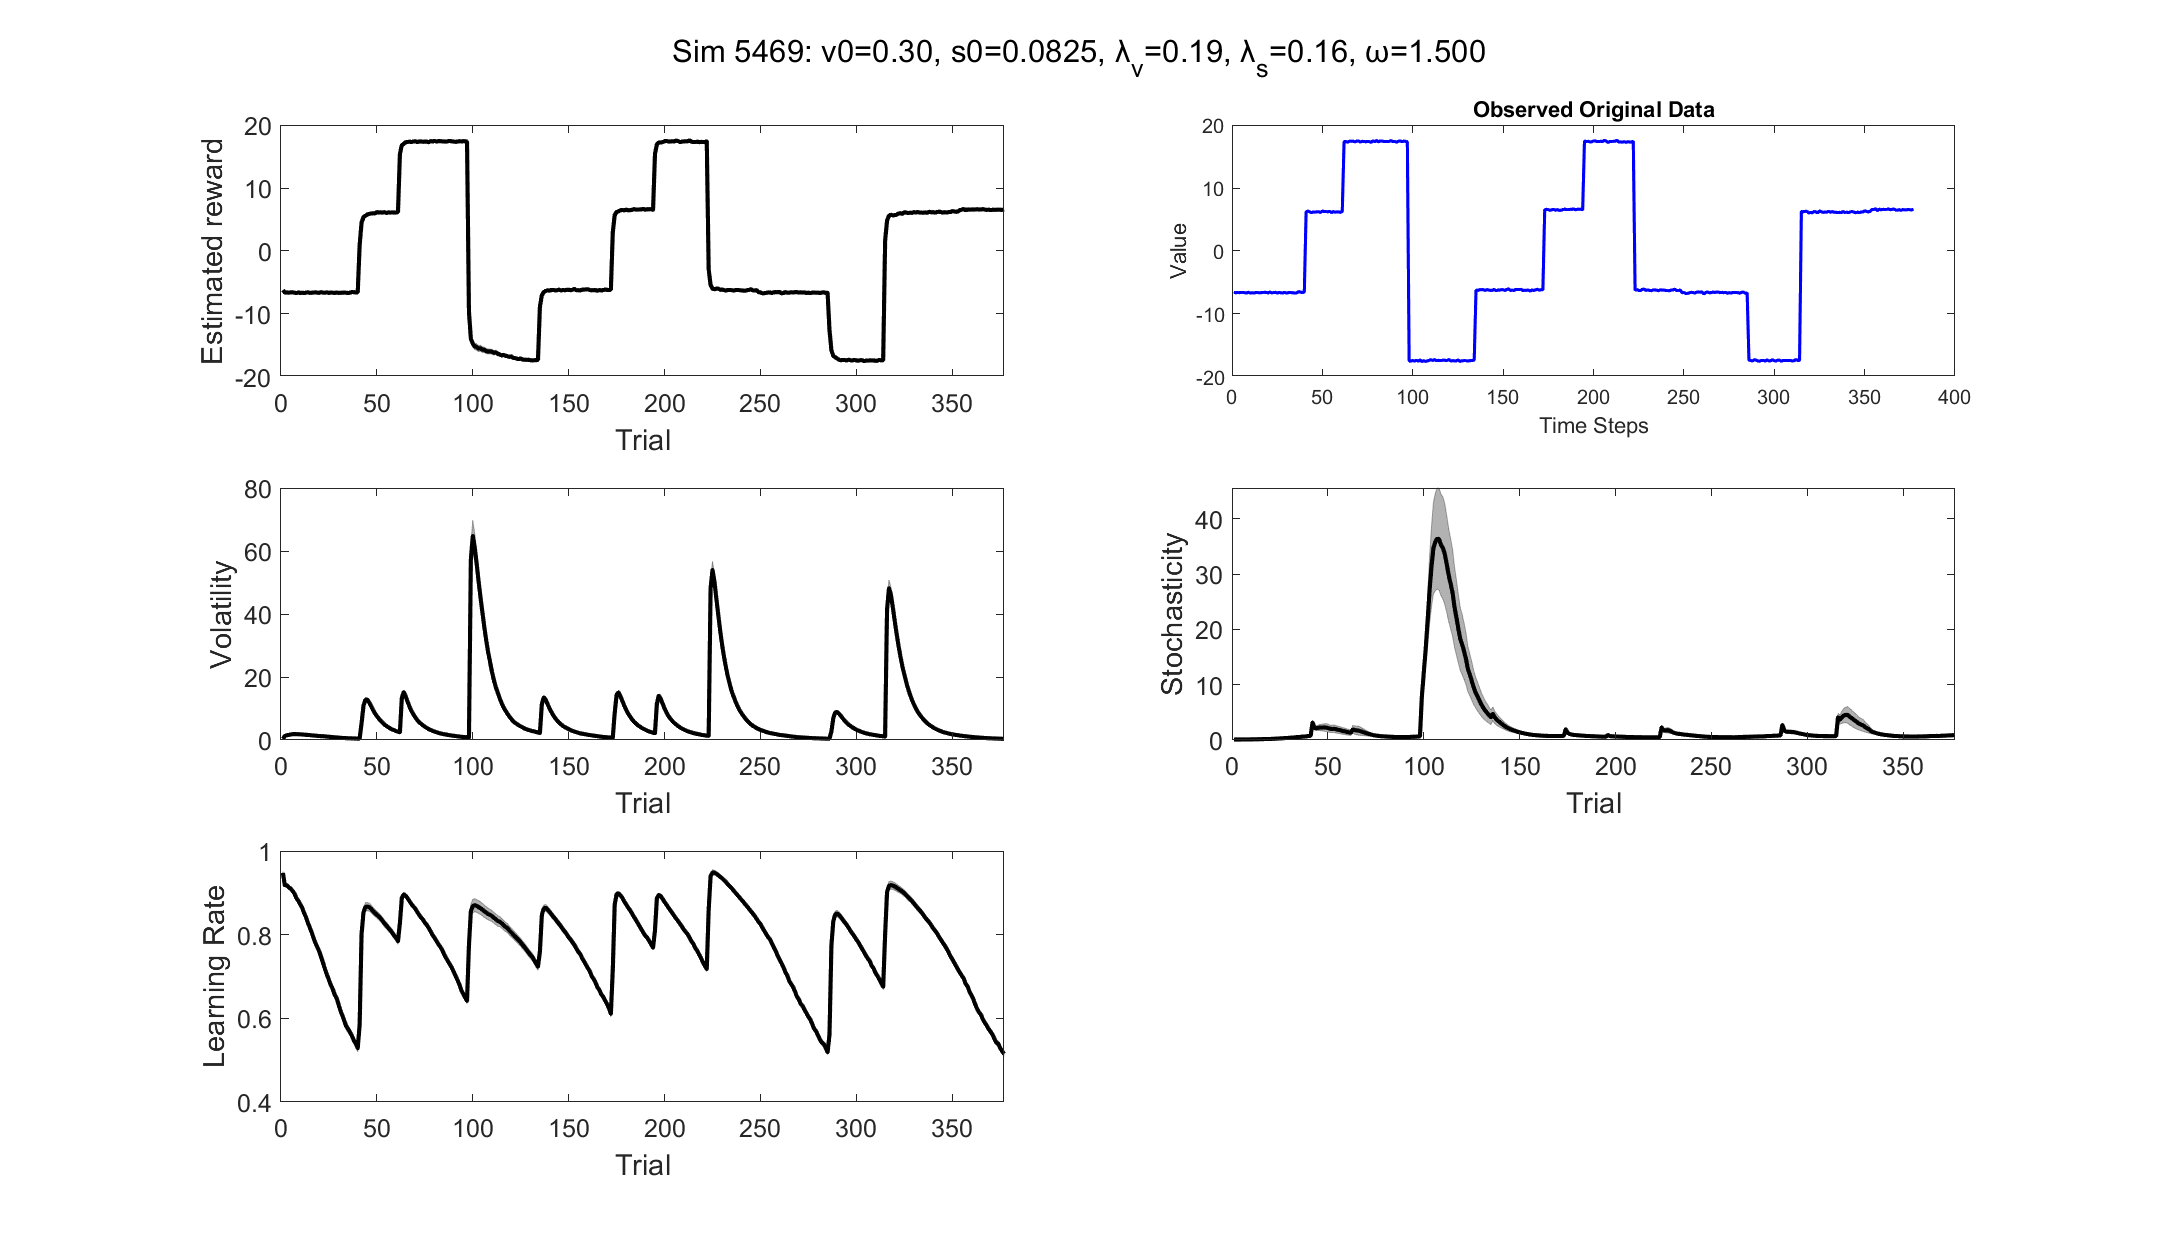 Sim 5469: v0=0.30, s0=0.0825, λ_v=0.19, λ_s=0.16, ω=1.500
Estimated reward
20
10
0
-10
-20
0 50 100 150 200 250 300 350
Trial
Observed Original Data
Value
20
10
0
-10
-20
0 50 100 150 200 250 300 350 400
Time Steps
Volatility
80
60
40
20
0
0 50 100 150 200 250 300 350
Trial
Stochasticity
40
30
20
10
0
0 50 100 150 200 250 300 350
Trial
Learning Rate
1
0.8
0.6
0.4
0 50 100 150 200 250 300 350
Trial